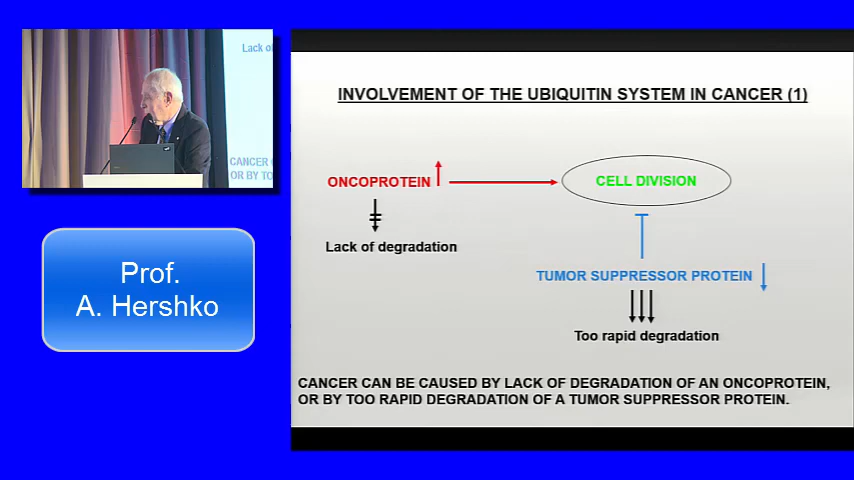 Lack of
CANCER C
OR BY TO
Prof.
A. Hershko
INVOLVEMENT OF THE UBIQUITIN SYSTEM IN CANCER (1)
ONCOPROTEIN
CELL DIVISION
Lack of degradation
TUMOR SUPPRESSOR PROTEIN
Too rapid degradation
CANCER CAN BE CAUSED BY LACK OF DEGRADATION OF AN ONCOPROTEIN,
OR BY TOO RAPID DEGRADATION OF A TUMOR SUPPRESSOR PROTEIN.